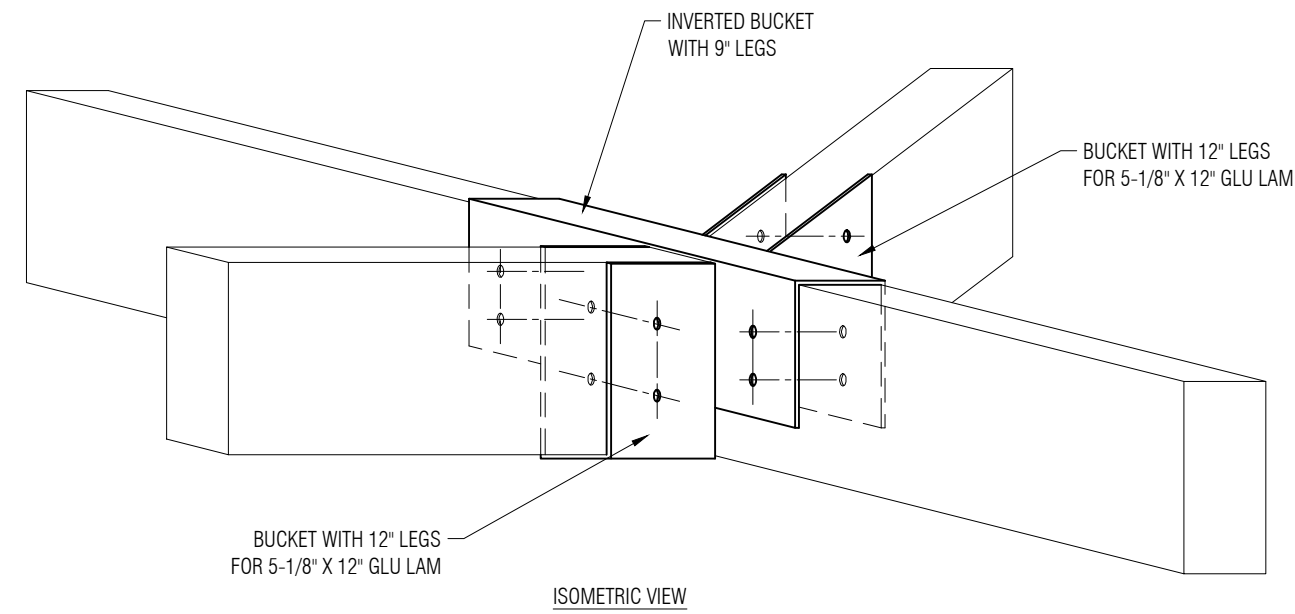 INVERTED BUCKET
WITH 9" LEGS
BUCKET WITH 12" LEGS
FOR 5-1/8" X 12" GLU LAM
BUCKET WITH 12" LEGS
FOR 5-1/8" X 12" GLU LAM
ISOMETRIC VIEW